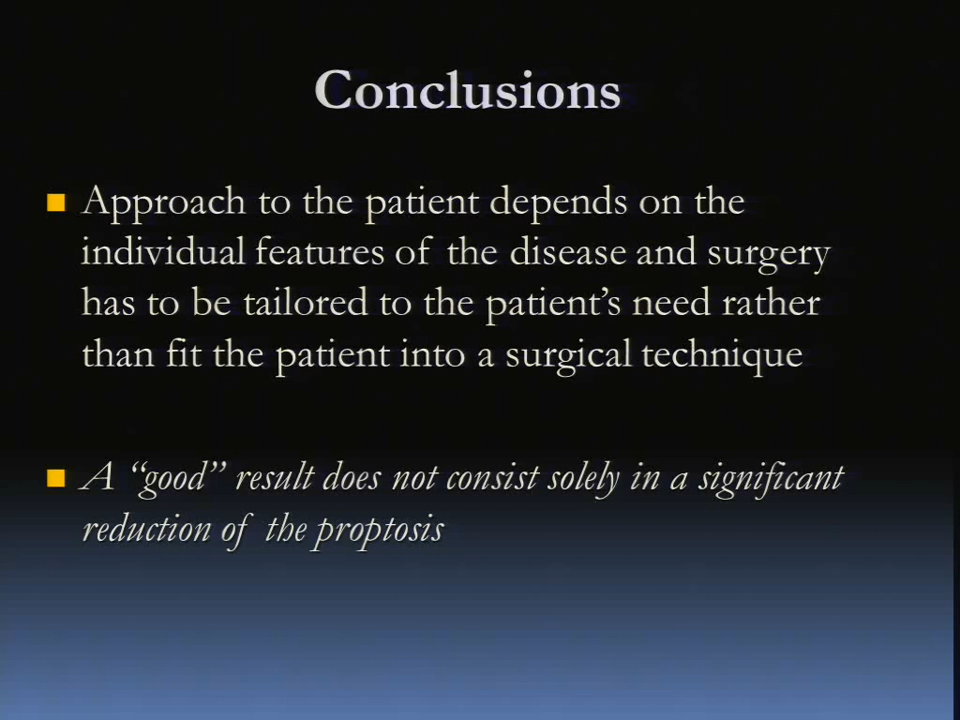 Conclusions
Approach to the patient depends on the
individual features of the disease and surgery
has to be tailored to the patient’s need rather
than fit the patient into a surgical technique
A “good” result does not consist solely in a significant
reduction of the proptosis